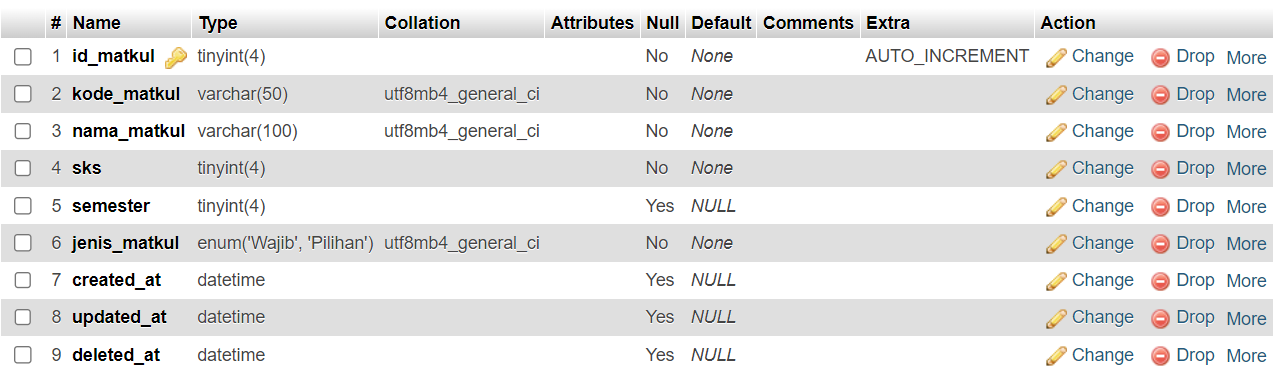 # Name Type Collation Attributes Null Default Comments Extra Action
1 id_matkul tinyint(4) No None AUTO_INCREMENT Change Drop More
2 kode_matkul varchar(50) utf8mb4_general_ci No None Change Drop More
3 nama_matkul varchar(100) utf8mb4_general_ci No None Change Drop More
4 sks tinyint(4) No None Change Drop More
5 semester tinyint(4) Yes NULL Change Drop More
6 jenis_matkul enum('Wajib', 'Pilihan') utf8mb4_general_ci No None Change Drop More
7 created_at datetime Yes NULL Change Drop More
8 updated_at datetime Yes NULL Change Drop More
9 deleted_at datetime Yes NULL Change Drop More